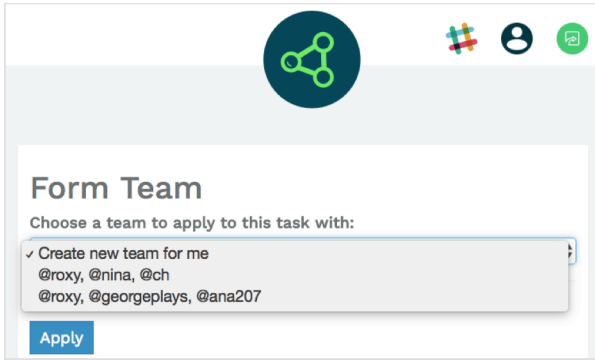 Form Team
Choose a team to apply to this task with:
✓ Create new team for me
@roxy, @nina, @ch
@roxy, @georgeplays, @ana207
Apply